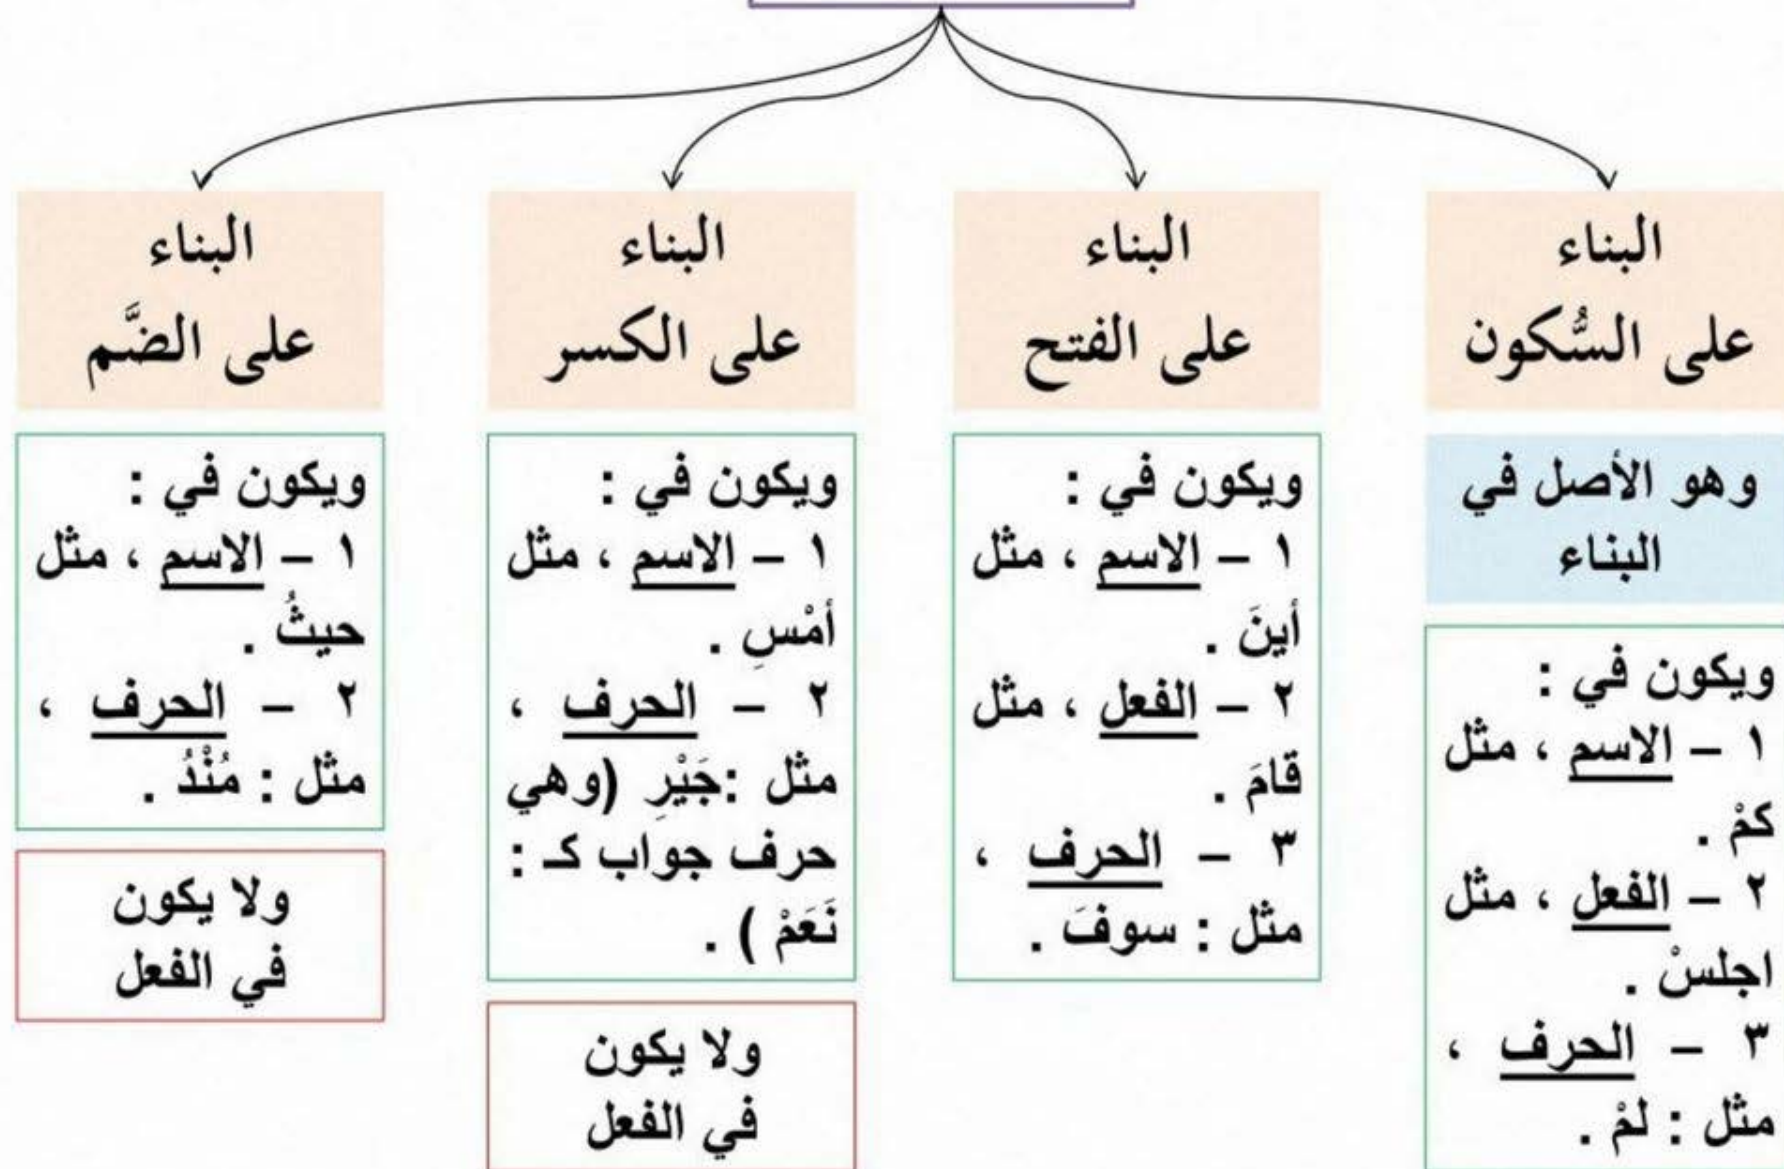 البناء
على السُّكون
وهو الأصل في
البناء
ويكون في :
١ – الاسم ، مثل
كمْ .
٢ – الفعل ، مثل
اجلسْ .
٣ – الحرف ،
مثل : لمْ .
البناء
على الفتح
ويكون في :
١ – الاسم ، مثل
أينَ .
٢ – الفعل ، مثل
قامَ .
٣ – الحرف ،
مثل : سوفَ .
البناء
على الكسر
ويكون في :
١ – الاسم ، مثل
أمْسِ .
٢ – الحرف ،
مثل :جَيْرِ (وهي
حرف جواب كـ :
نَعَمْ ) .
ولا يكون
في الفعل
البناء
على الضَّم
ويكون في :
١ – الاسم ، مثل
حيثُ .
٢ – الحرف ،
مثل : مُنْذُ .
ولا يكون
في الفعل